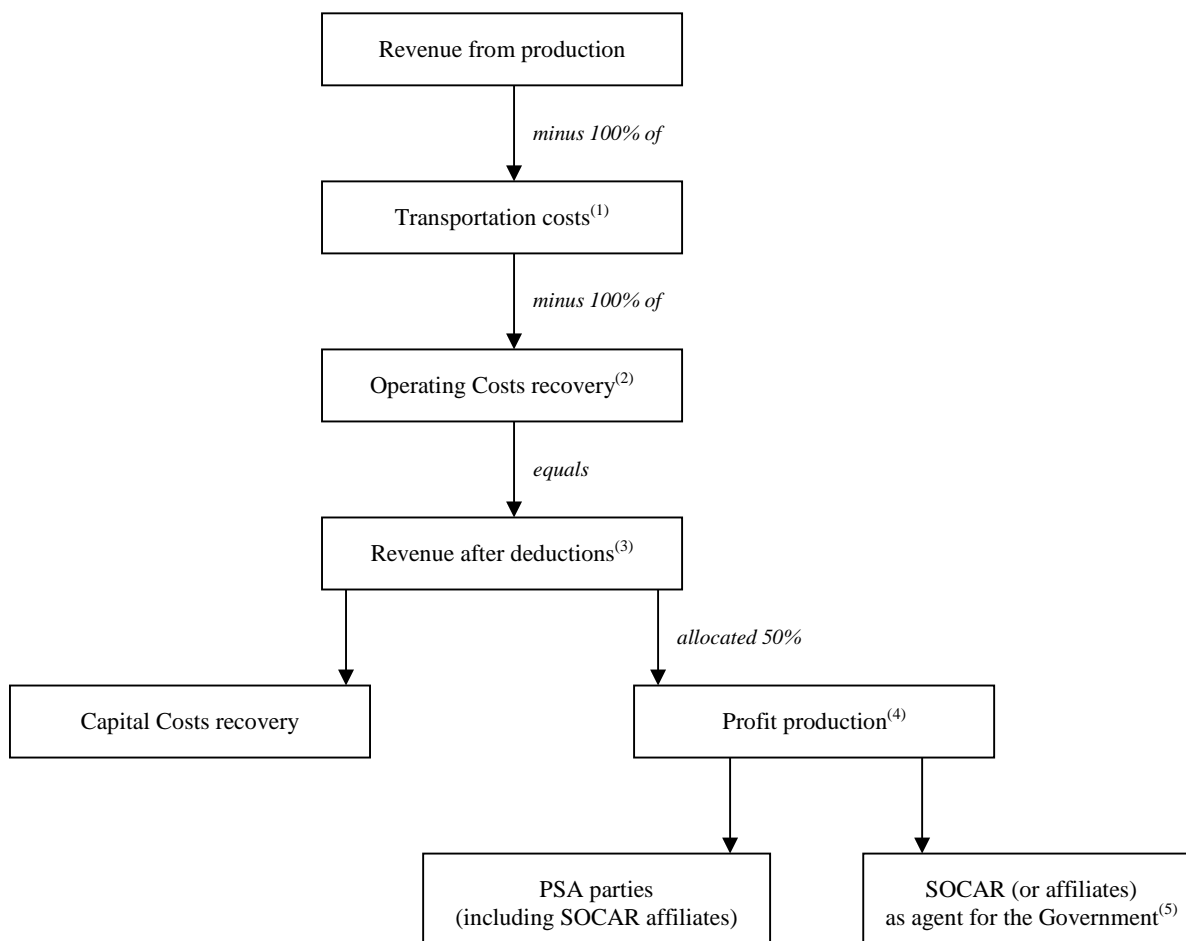 Revenue from production
minus 100% of
Transportation costs(1)
minus 100% of
Operating Costs recovery(2)
equals
Revenue after deductions(3)
allocated 50%
Capital Costs recovery
Profit production(4)
PSA parties
(including SOCAR affiliates)
SOCAR (or affiliates)
as agent for the Government(5)